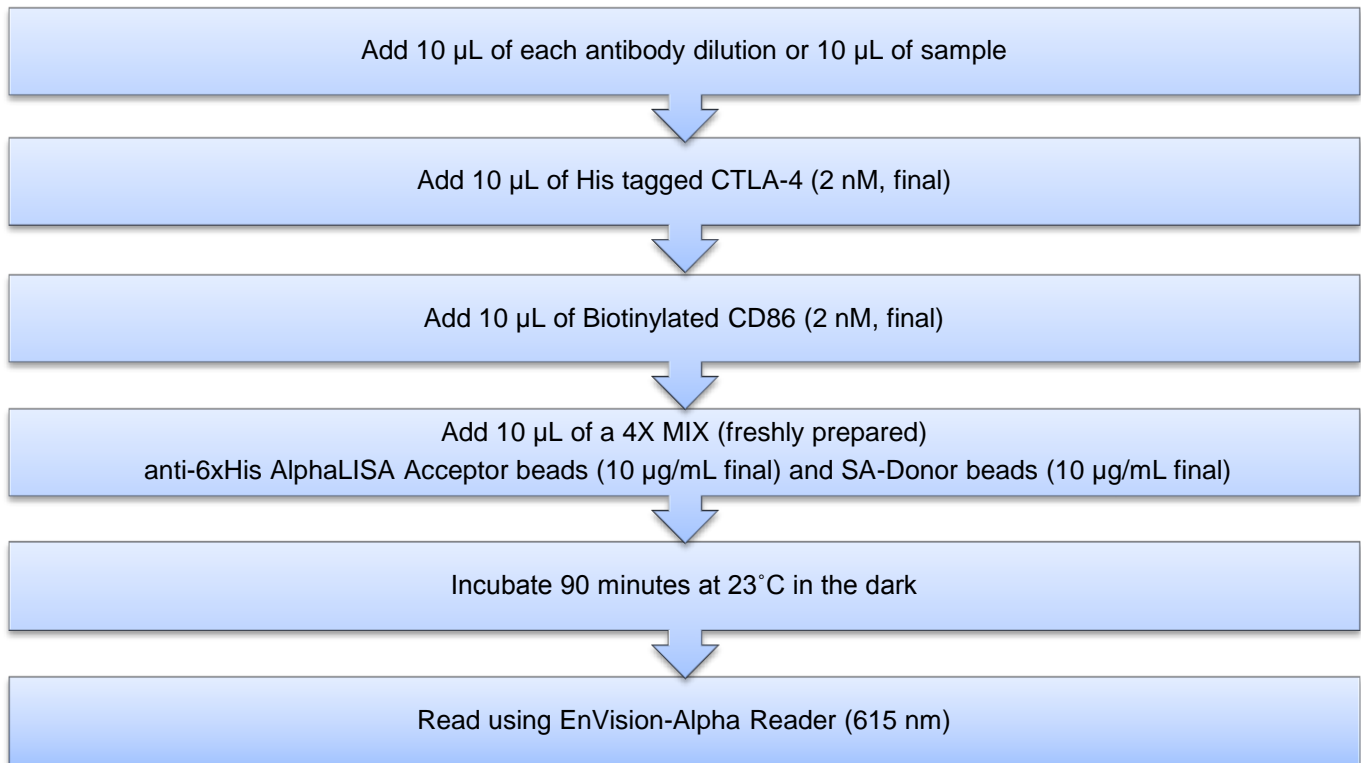 Add 10 µL of each antibody dilution or 10 µL of sample
Add 10 µL of His tagged CTLA-4 (2 nM, final)
Add 10 µL of Biotinylated CD86 (2 nM, final)
Add 10 µL of a 4X MIX (freshly prepared)
anti-6xHis AlphaLISA Acceptor beads (10 µg/mL final) and SA-Donor beads (10 µg/mL final)
Incubate 90 minutes at 23˚C in the dark
Read using EnVision-Alpha Reader (615 nm)